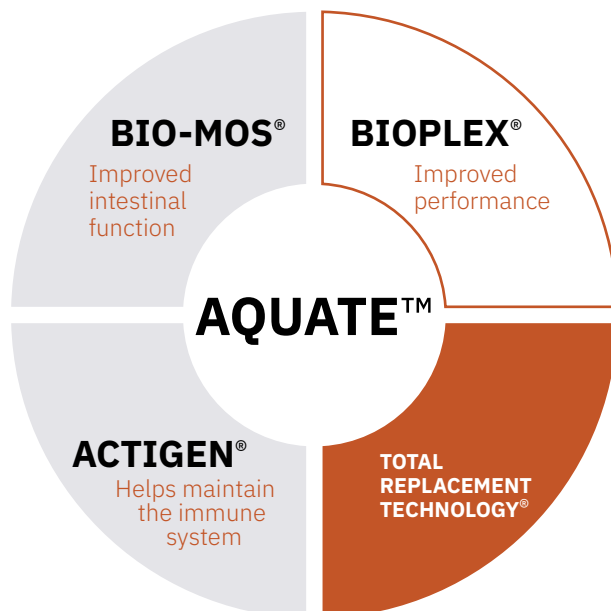 BIO-MOS®
Improved
intestinal
function
BIOPLEX®
Improved
performance
AQUATE™
ACTIGEN®
Helps maintain
the immune
system
TOTAL
REPLACEMENT
TECHNOLOGY®